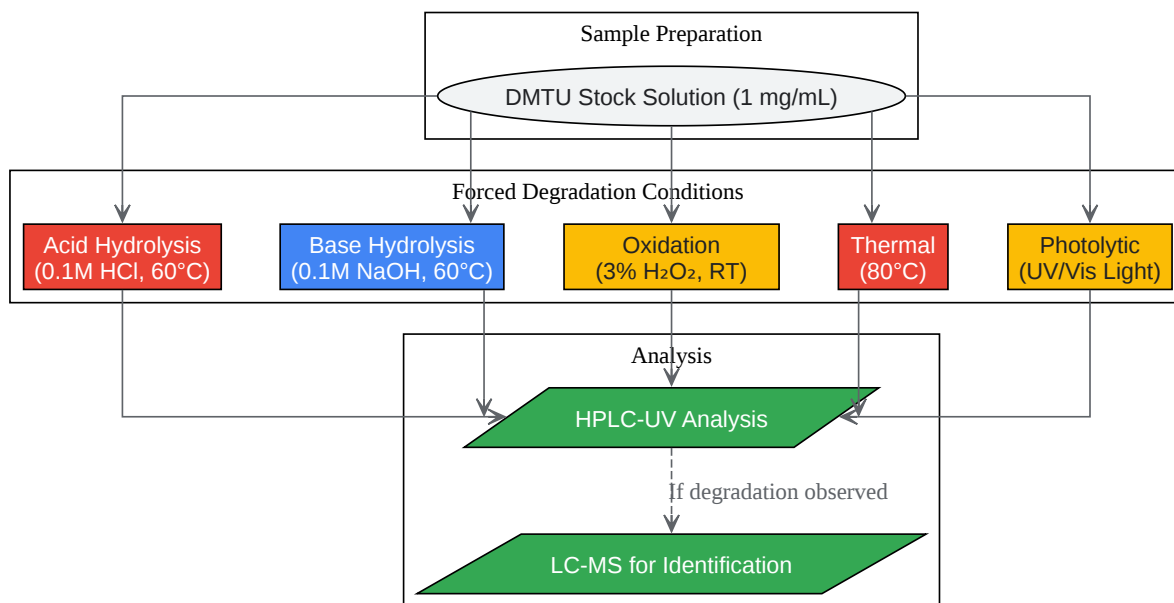 Sample Preparation
DMTU Stock Solution (1 mg/mL)
Forced Degradation Conditions
Acid Hydrolysis
(0.1M HCl, 60°C)
Base Hydrolysis
(0.1M NaOH, 60°C)
Oxidation
(3% H₂O₂, RT)
Thermal
(80°C)
Photolytic
(UV/Vis Light)
Analysis
HPLC-UV Analysis
If degradation observed
LC-MS for Identification